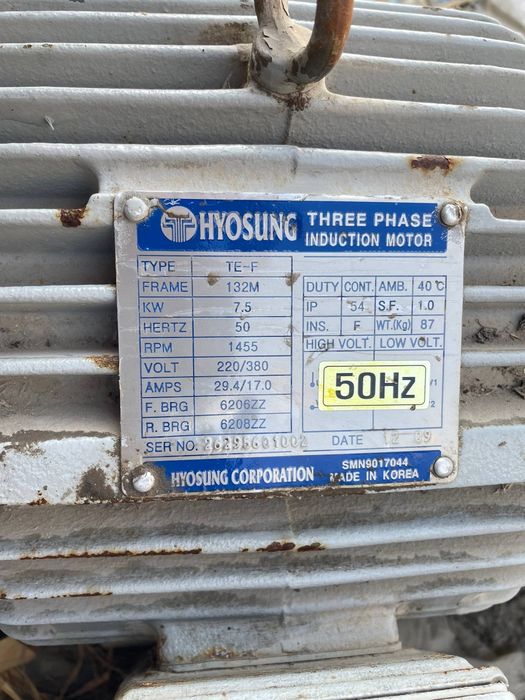 HYOSUNG THREE PHASE INDUCTION MOTOR
TYPE TE-F
FRAME 132M
KW 7.5
HERTZ 50
RPM 1455
VOLT 220/380
AMPS 29.4/17.0
F. BRG 6206ZZ
R. BRG 6208ZZ
DUTY CONT. AMB. 40℃
IP 54 S.F. 1.0
INS. F WT.(Kg) 87
HIGH VOLT. LOW VOLT.
50Hz
SER NO. DATE 12 89
HYOSUNG CORPORATION SMN9017044 MADE IN KOREA